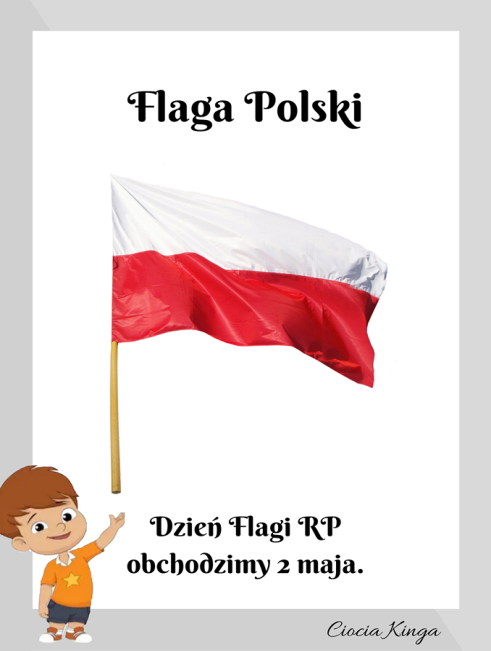 Flaga Polski
Dzień Flagi RP
obchodzimy 2 maja.
Ciocia Kinga